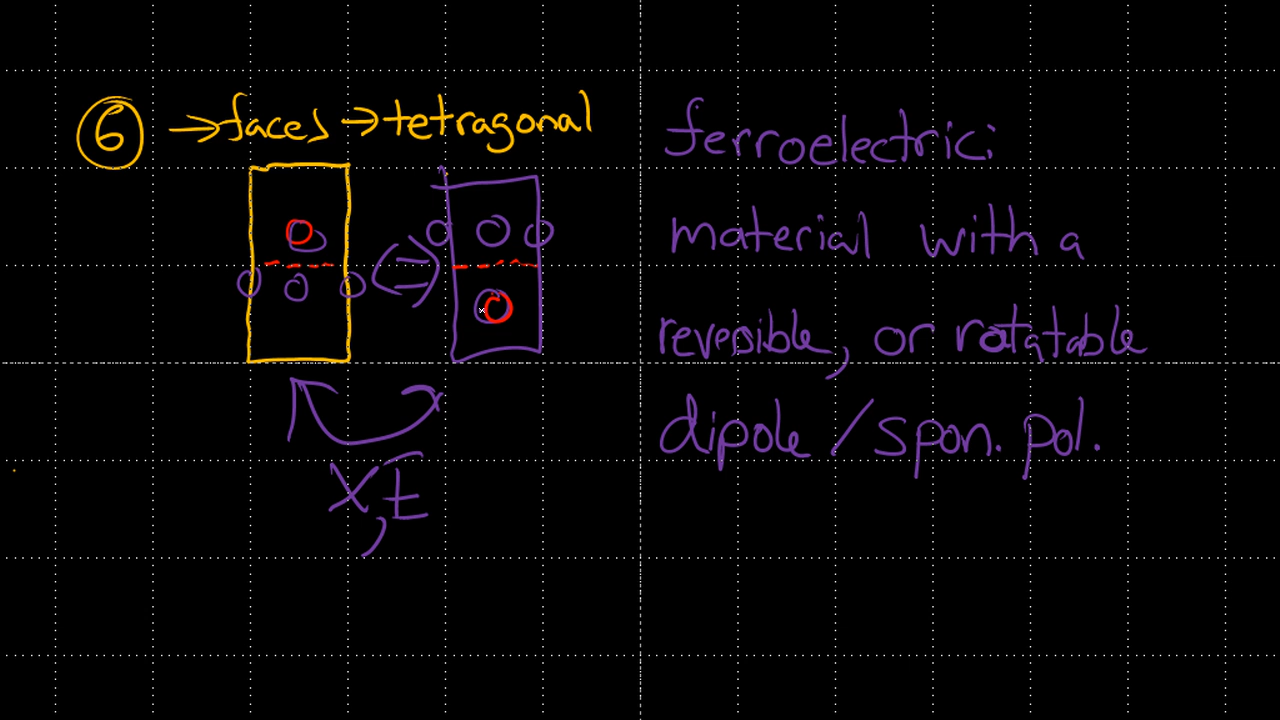 6 → faces → tetragonal
ferroelectric:
material with a
reversible, or rotatable
dipole / spon. pol.
X, E